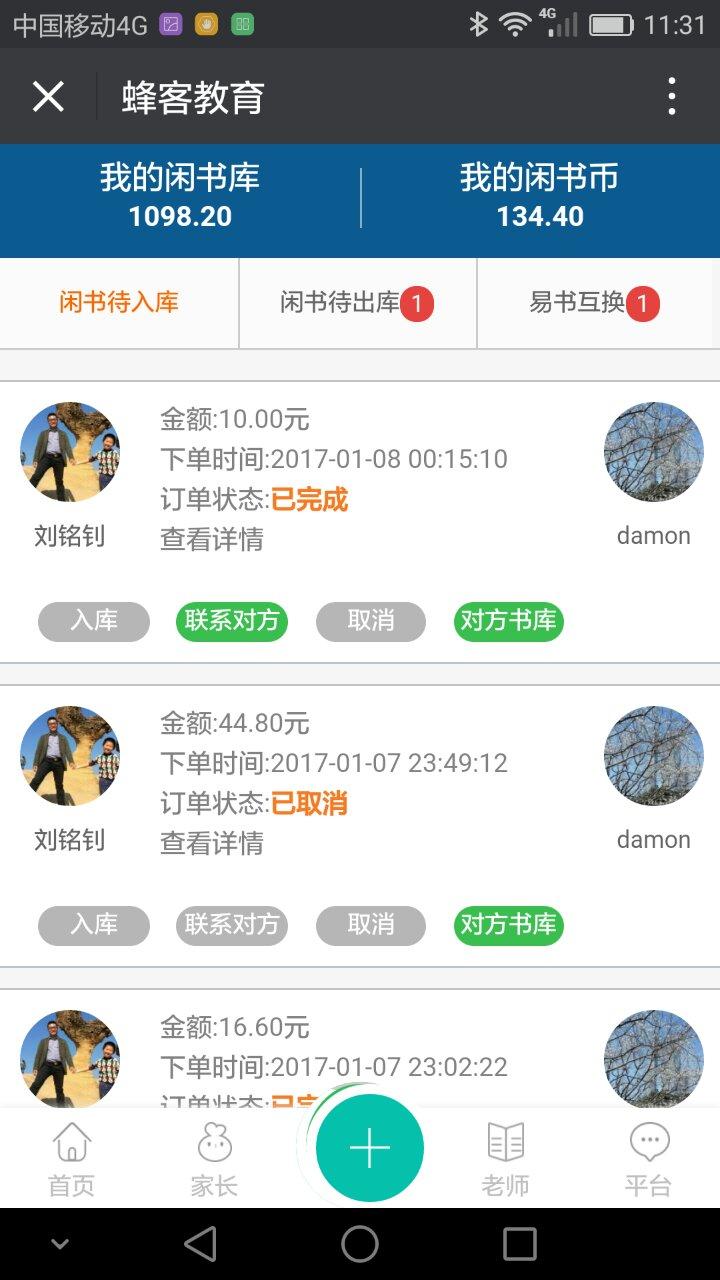 中国移动4G
4G
11:31
蜂客教育
我的闲书库
1098.20
我的闲书币
134.40
闲书待入库
闲书待出库 1
易书互换 1
金额:10.00元
下单时间:2017-01-08 00:15:10
订单状态:已完成
查看详情
刘铭钊
damon
入库
联系对方
取消
对方书库
金额:44.80元
下单时间:2017-01-07 23:49:12
订单状态:已取消
查看详情
刘铭钊
damon
入库
联系对方
取消
对方书库
金额:16.60元
下单时间:2017-01-07 23:02:22
订单状态:已完
首页
家长
老师
平台